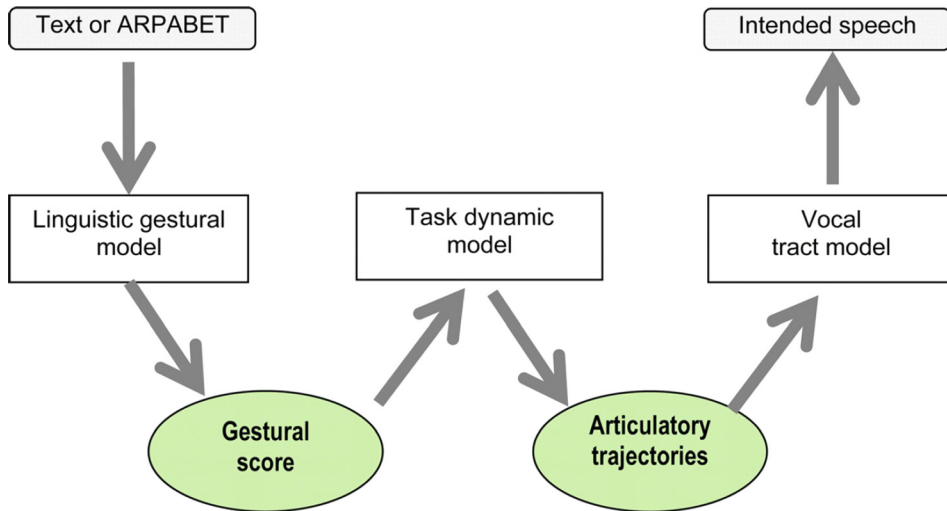 Text or ARPABET
Intended speech
Linguistic gestural
model
Task dynamic
model
Vocal
tract model
Gestural
score
Articulatory
trajectories